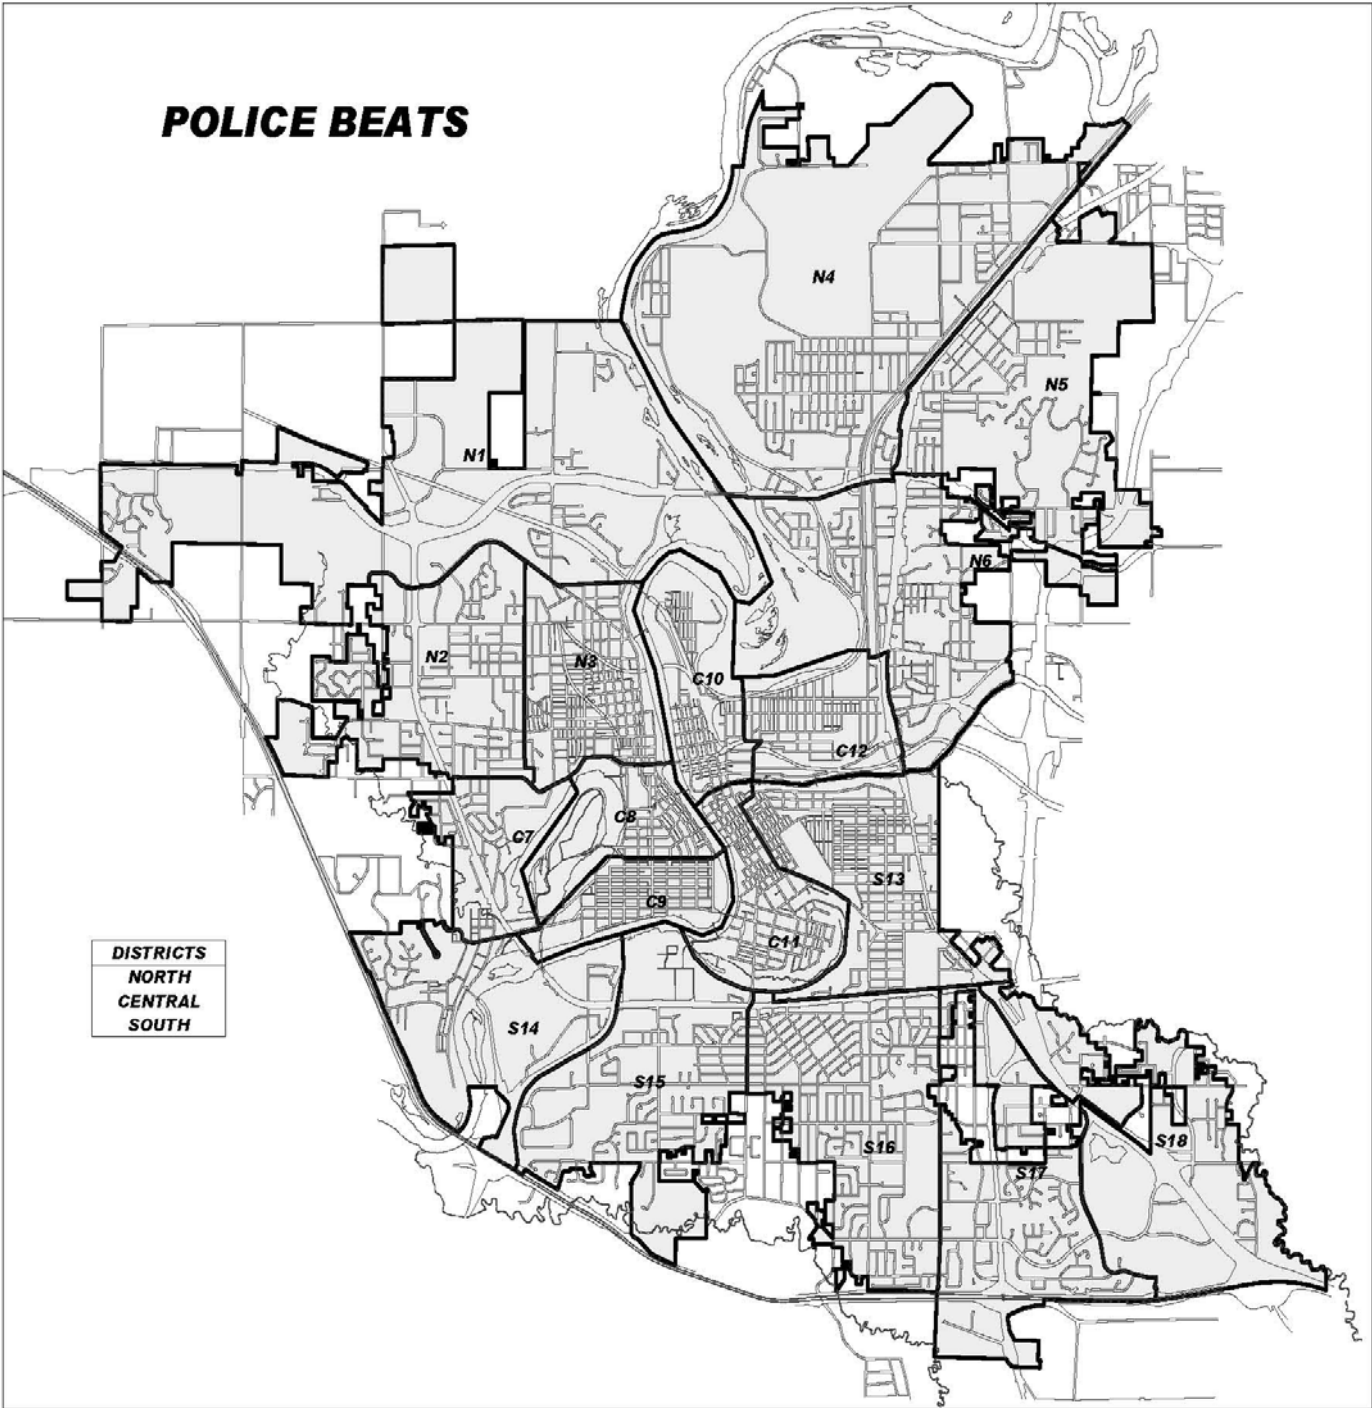 POLICE BEATS
N4
N5
N1
N6
N2
N3
C10
C12
C7
C8
S13
C9
C11
DISTRICTS
NORTH
CENTRAL
SOUTH
S14
S15
S16
S17
S18